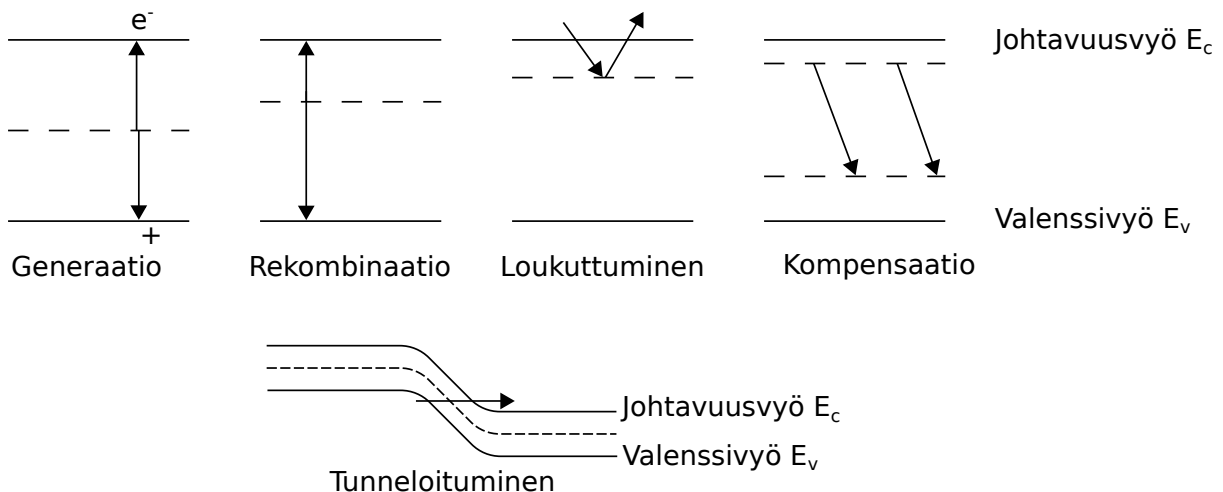 e-
Johtavuusvyö Ec
Valenssivyö Ev
+
Generaatio
Rekombinaatio
Loukuttuminen
Kompensaatio
Johtavuusvyö Ec
Valenssivyö Ev
Tunneloituminen